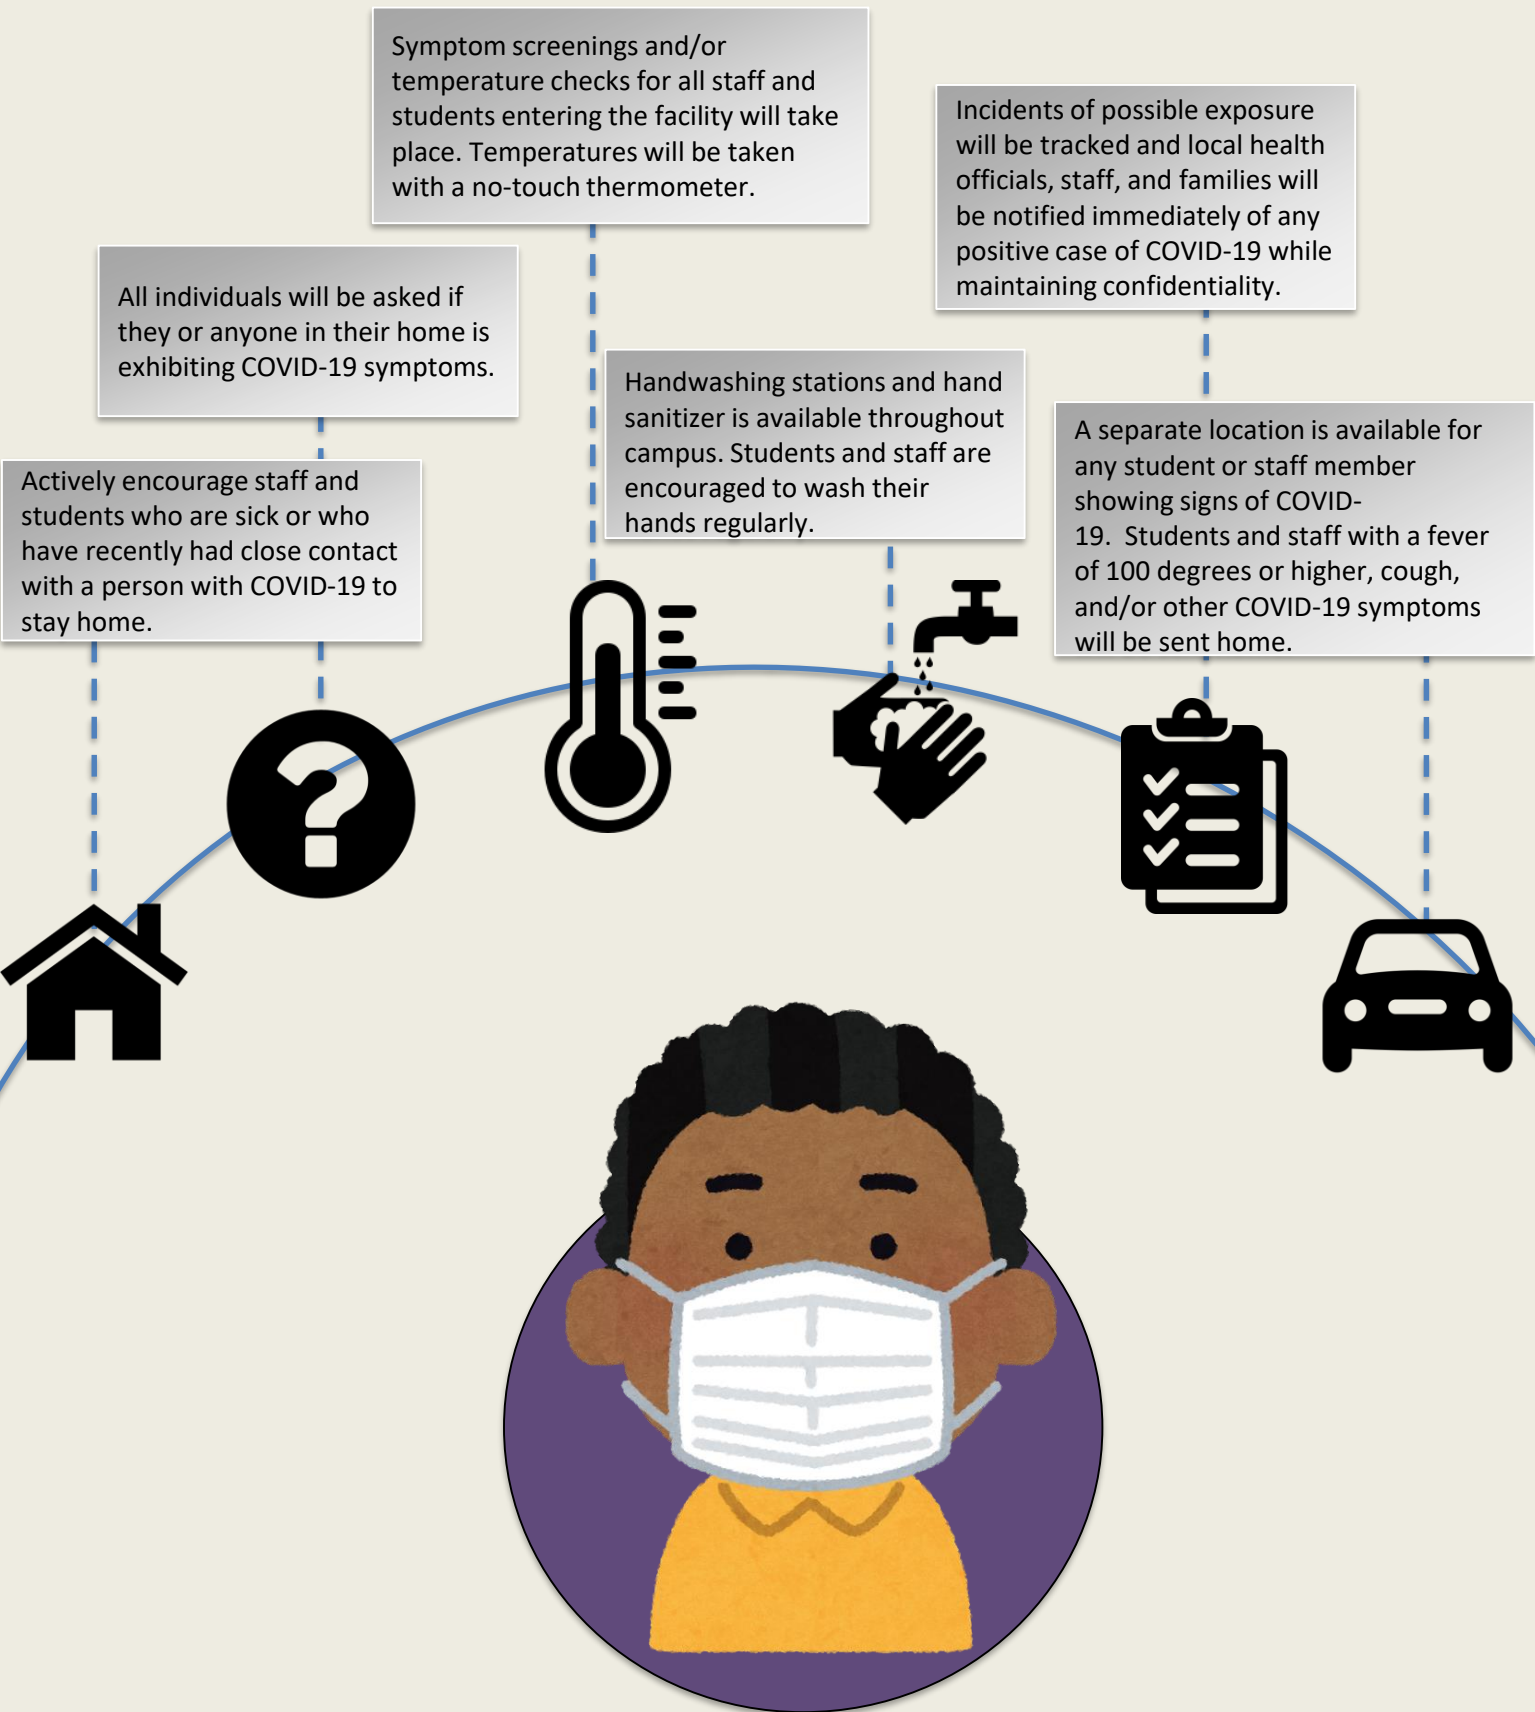 Symptom screenings and/or
temperature checks for all staff and
students entering the facility will take
place. Temperatures will be taken
with a no-touch thermometer.
Incidents of possible exposure
will be tracked and local health
officials, staff, and families will
be notified immediately of any
positive case of COVID-19 while
maintaining confidentiality.
All individuals will be asked if
they or anyone in their home is
exhibiting COVID-19 symptoms.
Handwashing stations and hand
sanitizer is available throughout
campus. Students and staff are
encouraged to wash their
hands regularly.
A separate location is available for
any student or staff member
showing signs of COVID-
19.  Students and staff with a fever
of 100 degrees or higher, cough,
and/or other COVID-19 symptoms
will be sent home.
Actively encourage staff and
students who are sick or who
have recently had close contact
with a person with COVID-19 to
stay home.